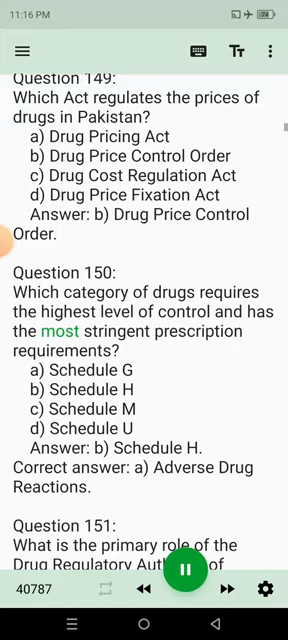 11:16 PM
Question 149:
Which Act regulates the prices of
drugs in Pakistan?
a) Drug Pricing Act
b) Drug Price Control Order
c) Drug Cost Regulation Act
d) Drug Price Fixation Act
Answer: b) Drug Price Control
Order.
Question 150:
Which category of drugs requires
the highest level of control and has
the most stringent prescription
requirements?
a) Schedule G
b) Schedule H
c) Schedule M
d) Schedule U
Answer: b) Schedule H.
Correct answer: a) Adverse Drug
Reactions.
Question 151:
What is the primary role of the
Drug Regulatory of
40787